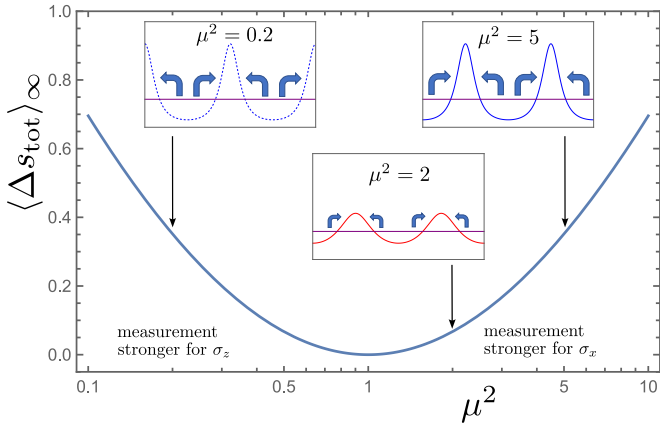 1.0
0.8
0.6
0.4
0.2
0.0
⟨Δs_tot⟩_∞
μ² = 0.2
μ² = 5
μ² = 2
measurement
stronger for σ_z
measurement
stronger for σ_x
0.1 0.5 1 5 10
μ²